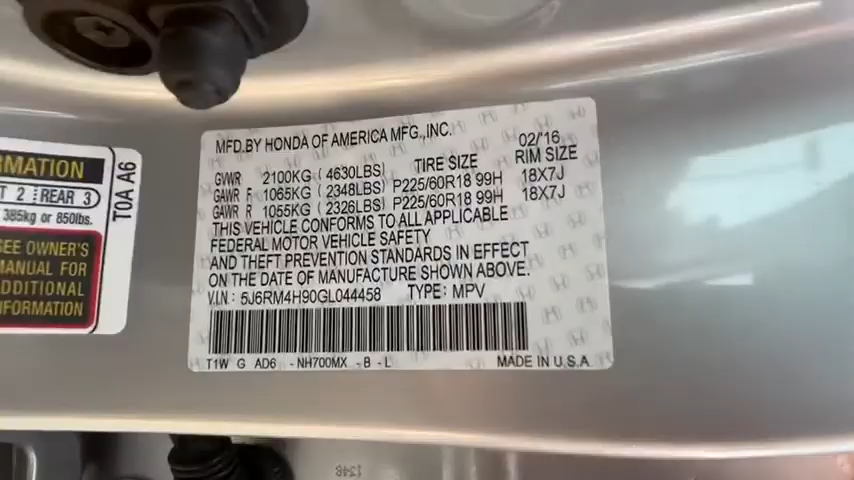 MFD.BY HONDA OF AMERICA MFG.,INC. 02/'16
GVWR 2100KG (4630LBS) TIRE SIZE RIM SIZE
GAWR F 1065KG (2348LBS) P225/60R18 99H 18X7J
GAWR R 1055KG (2326LBS) P225/60R18 99H 18X7J
THIS VEHICLE CONFORMS TO ALL APPLICABLE
FEDERAL MOTOR VEHICLE SAFETY
AND THEFT PREVENTION STANDARDS IN EFFECT
ON THE DATE OF MANUFACTURE SHOWN ABOVE.
V.I.N.: 5J6RM4H90GL044458 TYPE: MPV
T1W G AD6 -NH700MX -B -L MADE IN U.S.A
RMATION
T 2 REAR 3
385kg or 850lbs.
SEE OWNER'S
MANUAL FOR
ADDITIONAL
INFORMATION
T0A A6
1348